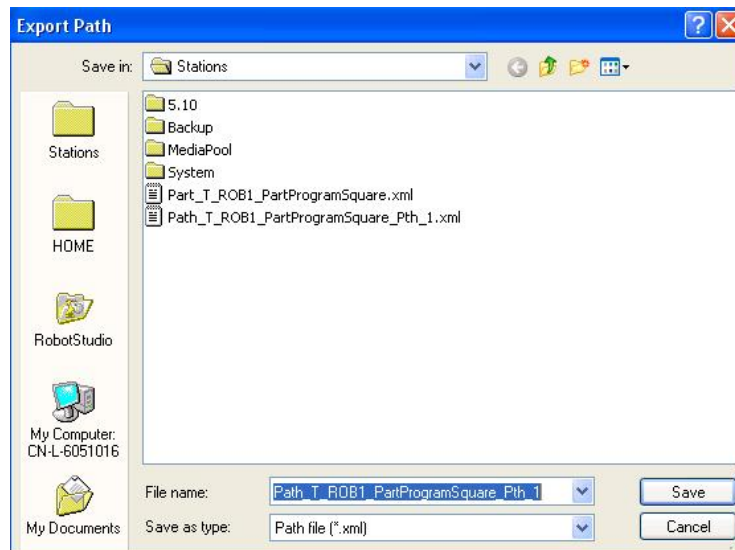 Export Path
Save in: Stations
5.10
Backup
MediaPool
System
Part_T_ROB1_PartProgramSquare.xml
Path_T_ROB1_PartProgramSquare_Pth_1.xml
Stations
HOME
RobotStudio
My Computer:
CN-L-6051016
My Documents
File name: Path_T_ROB1_PartProgramSquare_Pth_1 Save
Save as type: Path file (*.xml) Cancel